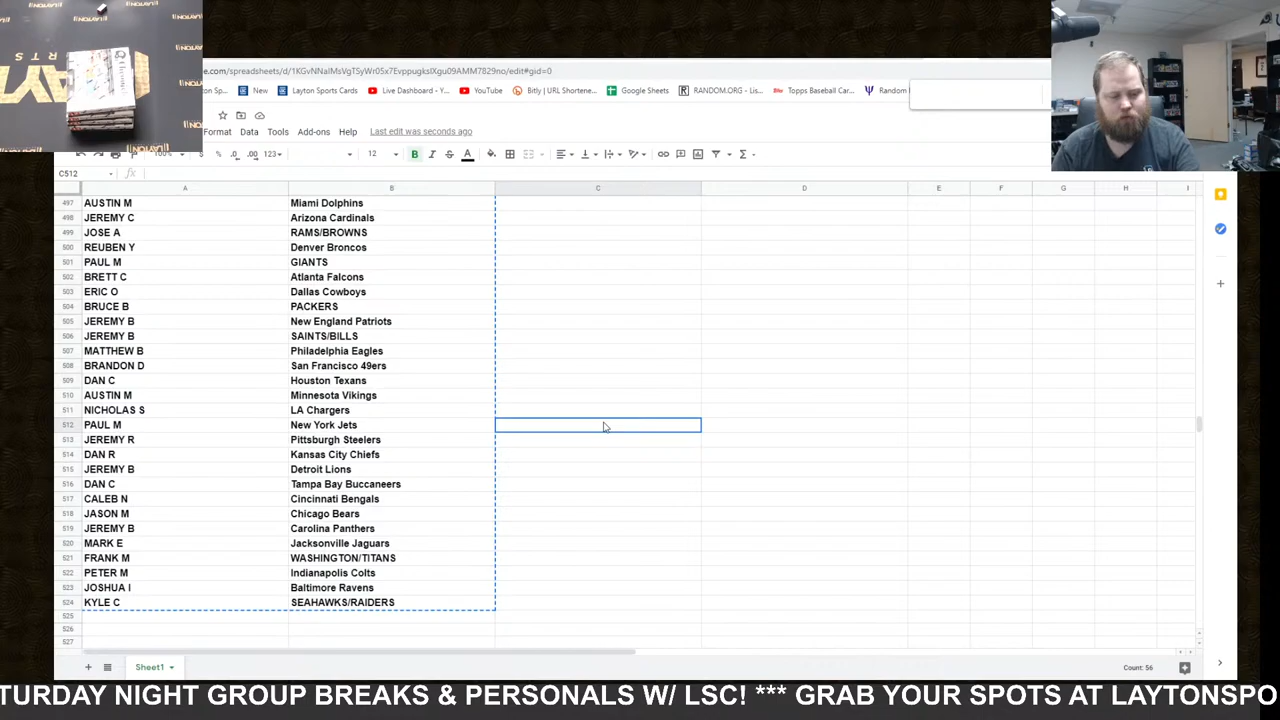 e.com/spreadsheets/d/1KGvNNaIMsVgTSyWr05x7EvppugksIXgu09AMM7829no/edit#gid=0
ton Sp... New Layton Sports Cards Live Dashboard - Y... YouTube Bitly | URL Shortene... Google Sheets RANDOM.ORG - Lis... Topps Baseball Car... Random
Format Data Tools Add-ons Help Last edit was seconds ago
100% % .0 .00 123 12 B I S A
C512 fx
A B C D E F G H I
497 AUSTIN M Miami Dolphins
498 JEREMY C Arizona Cardinals
499 JOSE A RAMS/BROWNS
500 REUBEN Y Denver Broncos
501 PAUL M GIANTS
502 BRETT C Atlanta Falcons
503 ERIC O Dallas Cowboys
504 BRUCE B PACKERS
505 JEREMY B New England Patriots
506 JEREMY B SAINTS/BILLS
507 MATTHEW B Philadelphia Eagles
508 BRANDON D San Francisco 49ers
509 DAN C Houston Texans
510 AUSTIN M Minnesota Vikings
511 NICHOLAS S LA Chargers
512 PAUL M New York Jets
513 JEREMY R Pittsburgh Steelers
514 DAN R Kansas City Chiefs
515 JEREMY B Detroit Lions
516 DAN C Tampa Bay Buccaneers
517 CALEB N Cincinnati Bengals
518 JASON M Chicago Bears
519 JEREMY B Carolina Panthers
520 MARK E Jacksonville Jaguars
521 FRANK M WASHINGTON/TITANS
522 PETER M Indianapolis Colts
523 JOSHUA I Baltimore Ravens
524 KYLE C SEAHAWKS/RAIDERS
525
526
527
Sheet1 Count: 56
TURDAY NIGHT GROUP BREAKS & PERSONALS W/ LSC! *** GRAB YOUR SPOTS AT LAYTONSPO